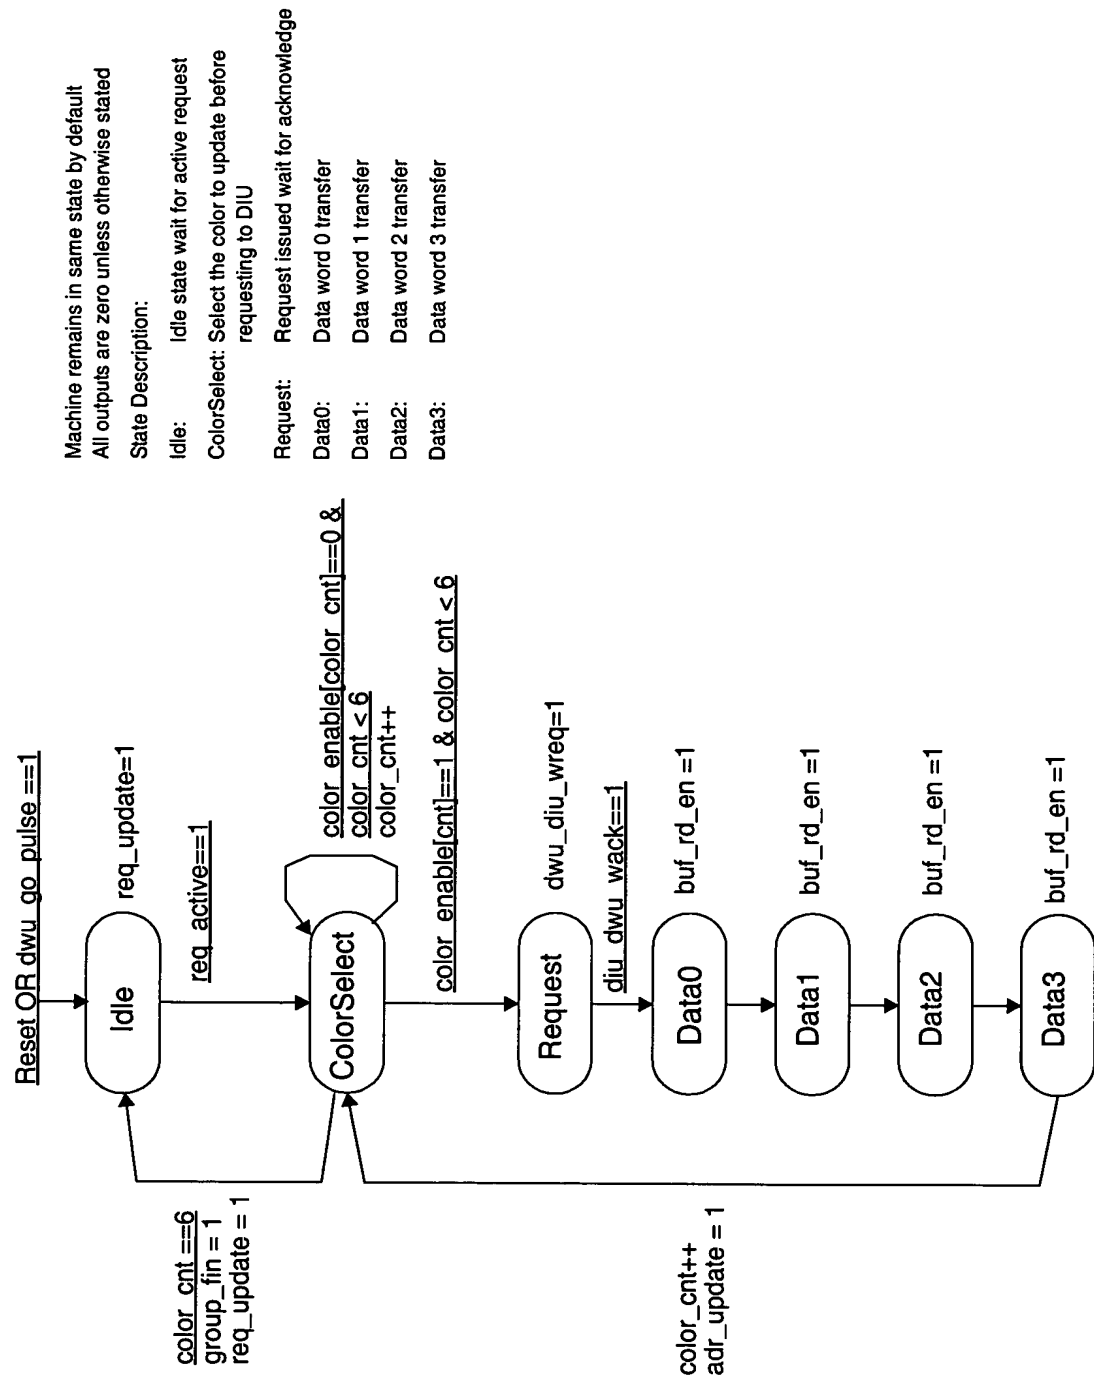 Machine remains in same state by default
All outputs are zero unless otherwise stated
State Description:
Idle: Idle state wait for active request
ColorSelect: Select the color to update before
requesting to DIU
Request: Request issued wait for acknowledge
Data0: Data word 0 transfer
Data1: Data word 1 transfer
Data2: Data word 2 transfer
Data3: Data word 3 transfer
Reset OR dwu_go_pulse ==1
Idle
req_update=1
req_active==1
color_cnt ==6
group_fin = 1
req_update = 1
ColorSelect
color_enable[color_cnt]==0 &
color_cnt < 6
color_cnt++
color_enable[cnt]==1 & color_cnt < 6
Request
dwu_diu_wreq=1
diu_dwu_wack==1
Data0
buf_rd_en =1
Data1
buf_rd_en =1
Data2
buf_rd_en =1
Data3
buf_rd_en =1
color_cnt++
adr_update = 1